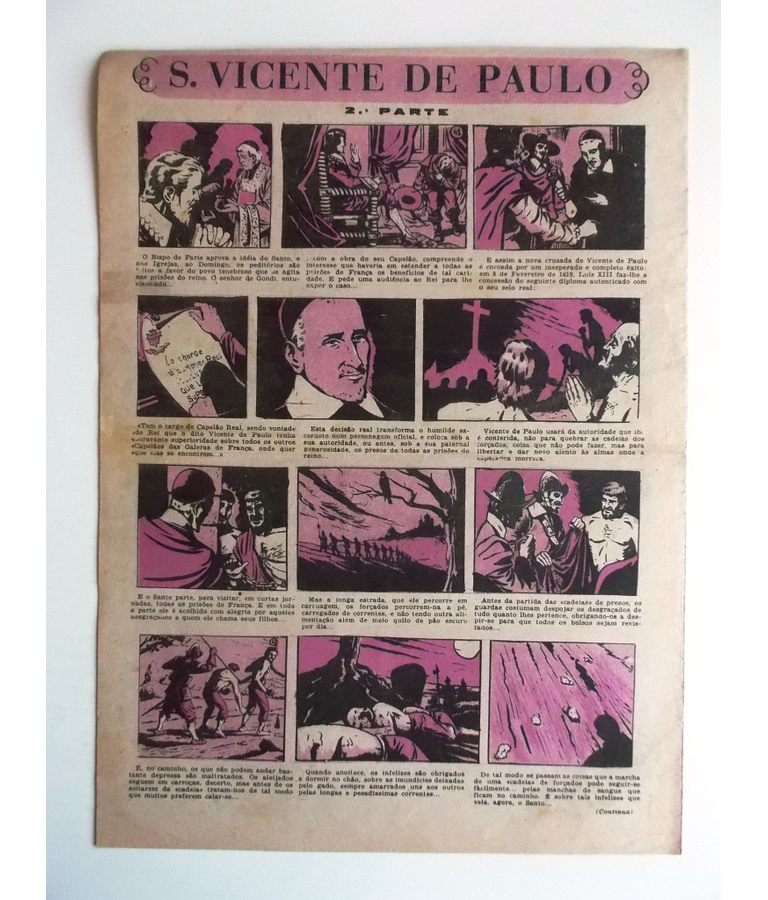 S. VICENTE DE PAULO
2.ª PARTE
O Bispo de Paris aprova a idéia do Santo, e
nas Igrejas, ao Domingo, os peditórios são
feitos a favor do povo tenebroso que se agita
nas prisões do reino. O senhor de Gondi, entu-
siasmado...
...com a obra do seu Capelão, compreende o
interesse que haveria em estender a todas as
prisões de França os benefícios de tal cari-
dade. E pede uma audiência ao Rei para lhe
expor o caso...
E assim a nova cruzada de Vicente de Paulo
é coroada por um inesperado e completo êxito:
em 8 de Fevereiro de 1619, Luís XIII faz-lhe a
concessão do seguinte diploma autenticado com
o seu selo real:
la charge
Que
«Tem o cargo de Capelão Real, sendo vontade
do Rei que o dito Vicente de Paulo tenha
superioridade sobre todos os outros
«Capelães das Galeras de França, onde quer
que elas se encontrem...»
Esta decisão real transforma o humilde sa-
cerdote num personagem oficial, e coloca sob a
sua autoridade, ou antes, sob a sua paternal
generosidade, os presos de todas as prisões do
reino...
Vicente de Paulo usará da autoridade que lhe
é conferida, não para quebrar as cadeias dos
forçados, coisa que não pode fazer, mas para
libertar e dar novo alento às almas onde a
esperança morrera.
E o Santo parte, para visitar, em curtas jor-
nadas, todas as prisões de França. E em toda
a parte ele é acolhido com alegria por aqueles
desgraçados a quem ele chama seus filhos.
Mas a longa estrada, que ele percorre em
carruagem, os forçados percorrem-na a pé,
carregados de correntes, e não tendo outra ali-
mentação além de meio quilo de pão escuro
por dia...
Antes da partida das «cadeias» de presos, os
guardas costumam despojar os desgraçados de
tudo quanto lhes pertence, obrigando-os a des-
pir-se para que todos os bolsos sejam revis-
tados...
E, no caminho, os que não podem andar bas-
tante depressa são maltratados. Os aleijados
seguem em carroças, decerto, mas antes de os
soltarem da «cadeia» tratam-nos de tal modo
que muitos preferem calar-se...
Quando anoitece, os infelizes são obrigados
a dormir no chão, sobre as imundícies deixadas
pelo gado, sempre amarrados uns aos outros
pelas longas e pesadíssimas correntes...
De tal modo se passam as coisas que a marcha
de uma «cadeia» de forçados pode seguir-se
fàcilmente... pelas manchas de sangue que
ficam no caminho. É sobre tais infelizes que
vela, agora, o Santo...
(Continua)